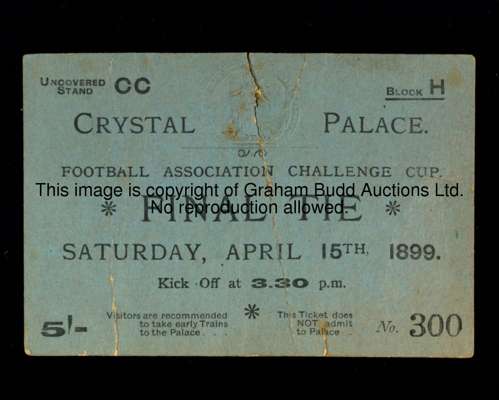 UNCOVERED STAND CC
BLOCK H
CRYSTAL PALACE.
FOOTBALL ASSOCIATION CHALLENGE CUP.
This image is copyright of Graham Budd Auctions Ltd.
* FINAL TIE *
No reproduction allowed.
SATURDAY, APRIL 15TH, 1899.
Kick Off at 3.30 p.m.
5/-
Visitors are recommended
to take early Trains
to the Palace . . .
*
This Ticket does
NOT admit
to Palace . .
No. 300